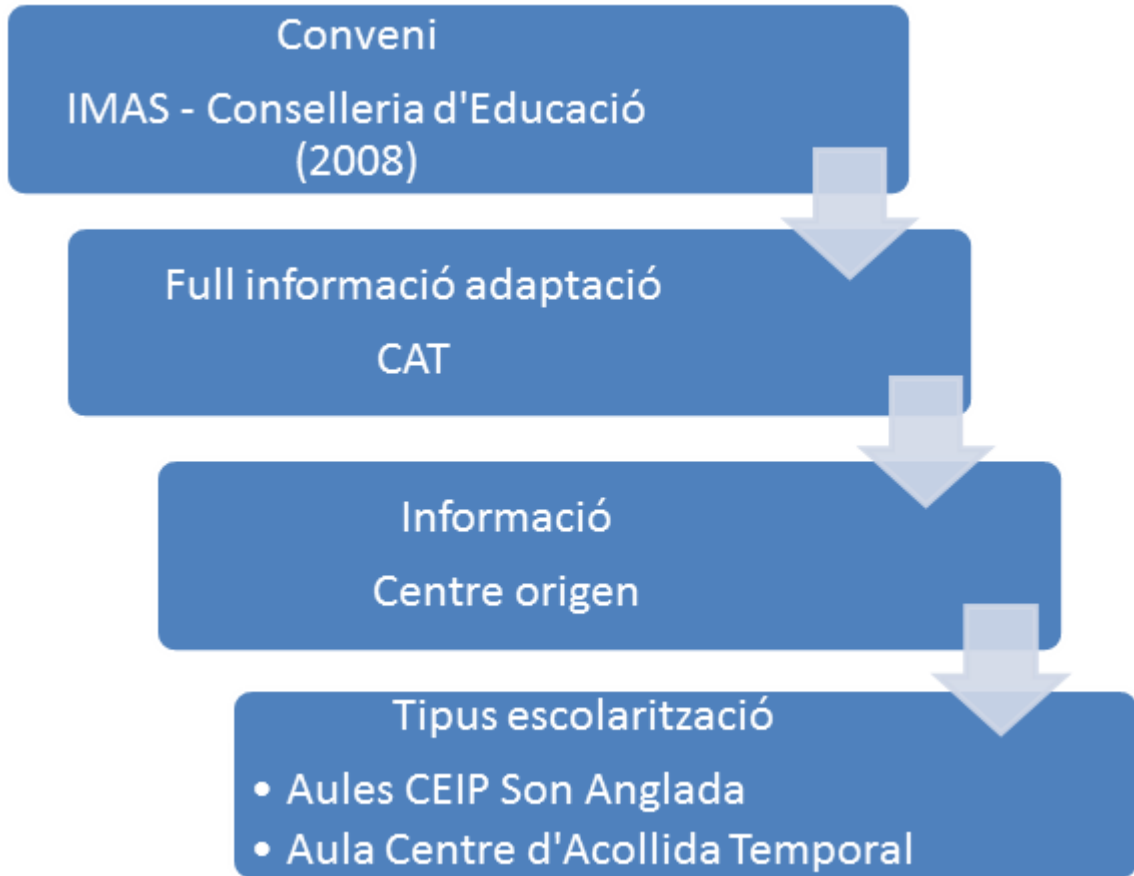 Conveni
IMAS - Conselleria d'Educació
(2008)
Full informació adaptació
CAT
Informació
Centre origen
Tipus escolarització
• Aules CEIP Son Anglada
• Aula Centre d'Acollida Temporal